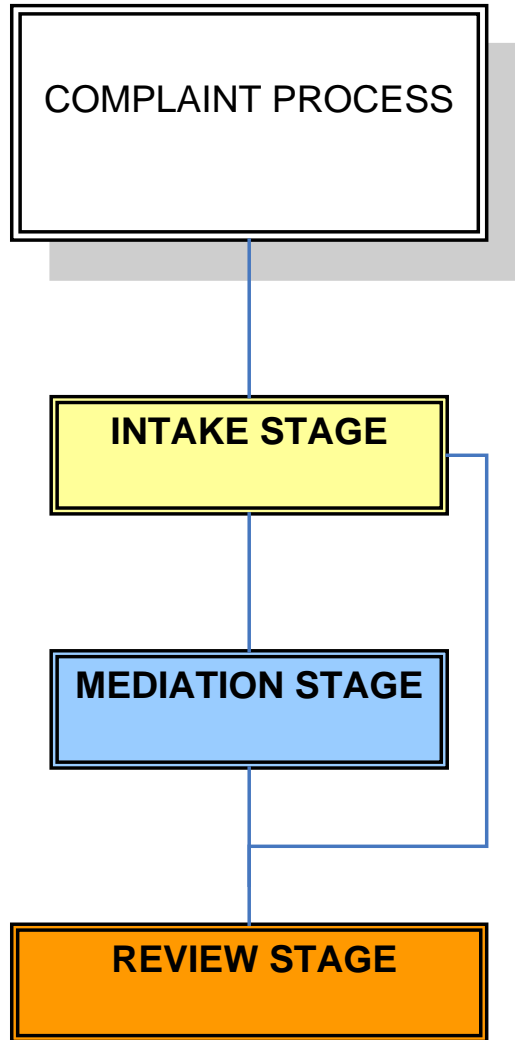 COMPLAINT PROCESS
INTAKE STAGE
MEDIATION STAGE
REVIEW STAGE